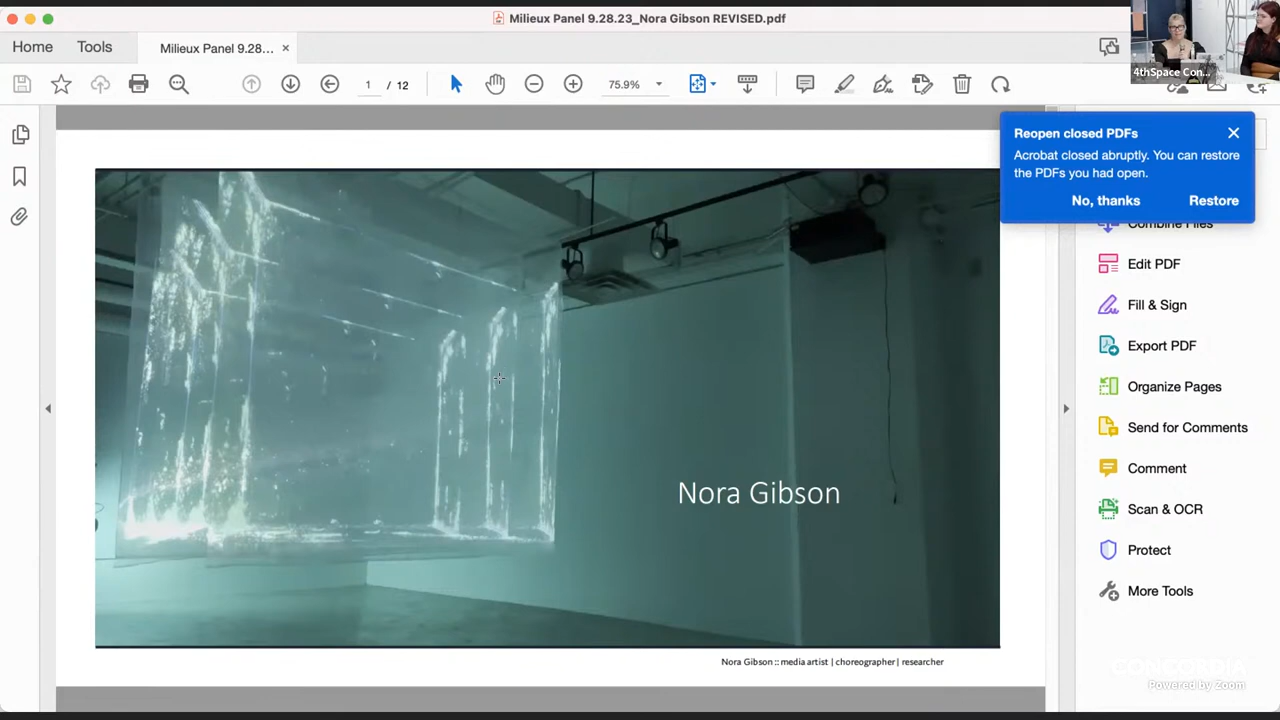 Milieux Panel 9.28.23_Nora Gibson REVISED.pdf
Home
Tools
Milieux Panel 9.28...
4thSpace Con...
1 / 12
75.9%
Reopen closed PDFs
Acrobat closed abruptly. You can restore
the PDFs you had open.
No, thanks
Restore
Combine Files
Edit PDF
Fill & Sign
Export PDF
Organize Pages
Send for Comments
Comment
Scan & OCR
Protect
More Tools
Nora Gibson
Nora Gibson :: media artist | choreographer | researcher
CONCORDIA
Powered by Zoom